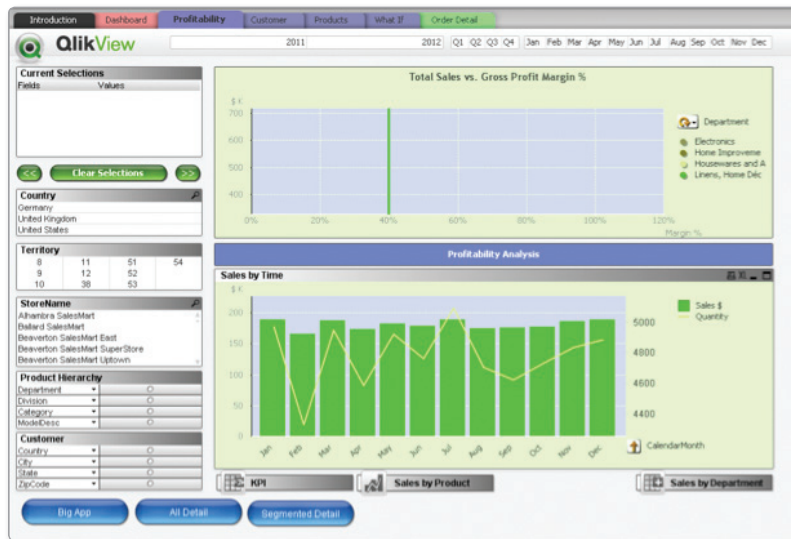 Introduction Dashboard Profitability Customer Products What If Order Detail
QlikView
2011 2012 Q1 Q2 Q3 Q4 Jan Feb Mar Apr May Jun Jul Aug Sep Oct Nov Dec
Current Selections
Fields Values
<< Clear Selections >>
Country
Germany
United Kingdom
United States
Territory
8 11 51 54
9 12 52
10 38 53
StoreName
Alhambra SalesMart
Ballard SalesMart
Beaverton SalesMart East
Beaverton SalesMart SuperStore
Beaverton SalesMart Uptown
Product Hierarchy
Department
Division
Category
ModelDesc
Customer
Country
City
State
ZipCode
Total Sales vs. Gross Profit Margin %
$ K
700
600
500
400
0% 20% 40% 60% 80% 100% 120%
Margin %
Department
Electronics
Home Improveme
Housewares and A
Linens, Home Déc
Profitability Analysis
Sales by Time XL
$ K
200
150
100
50
0
5000
4800
4600
4400
Jan Feb Mar Apr May Jun Jul Aug Sep Oct Nov Dec
Sales $
Quantity
CalendarMonth
KPI Sales by Product Sales by Department
Big App All Detail Segmented Detail